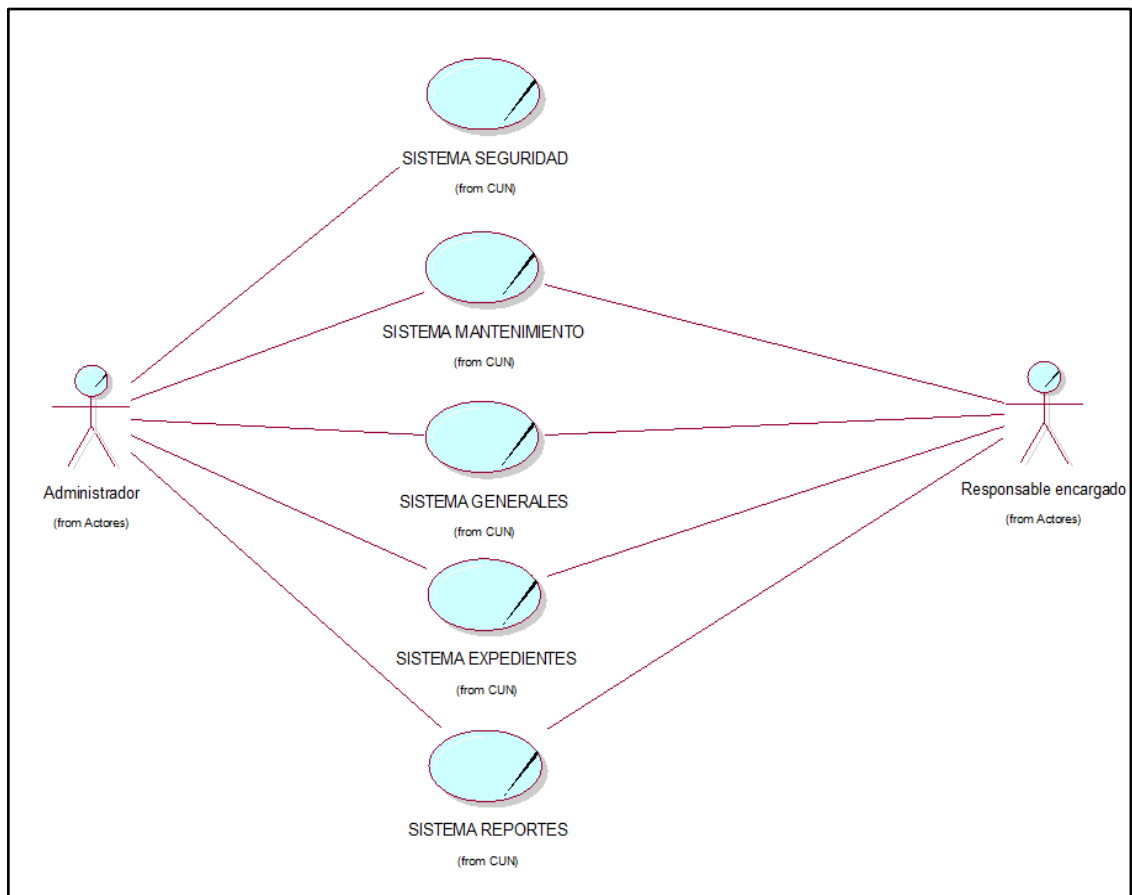 SISTEMA SEGURIDAD
(from CUN)
SISTEMA MANTENIMIENTO
(from CUN)
Administrador
(from Actores)
SISTEMA GENERALES
(from CUN)
Responsable encargado
(from Actores)
SISTEMA EXPEDIENTES
(from CUN)
SISTEMA REPORTES
(from CUN)